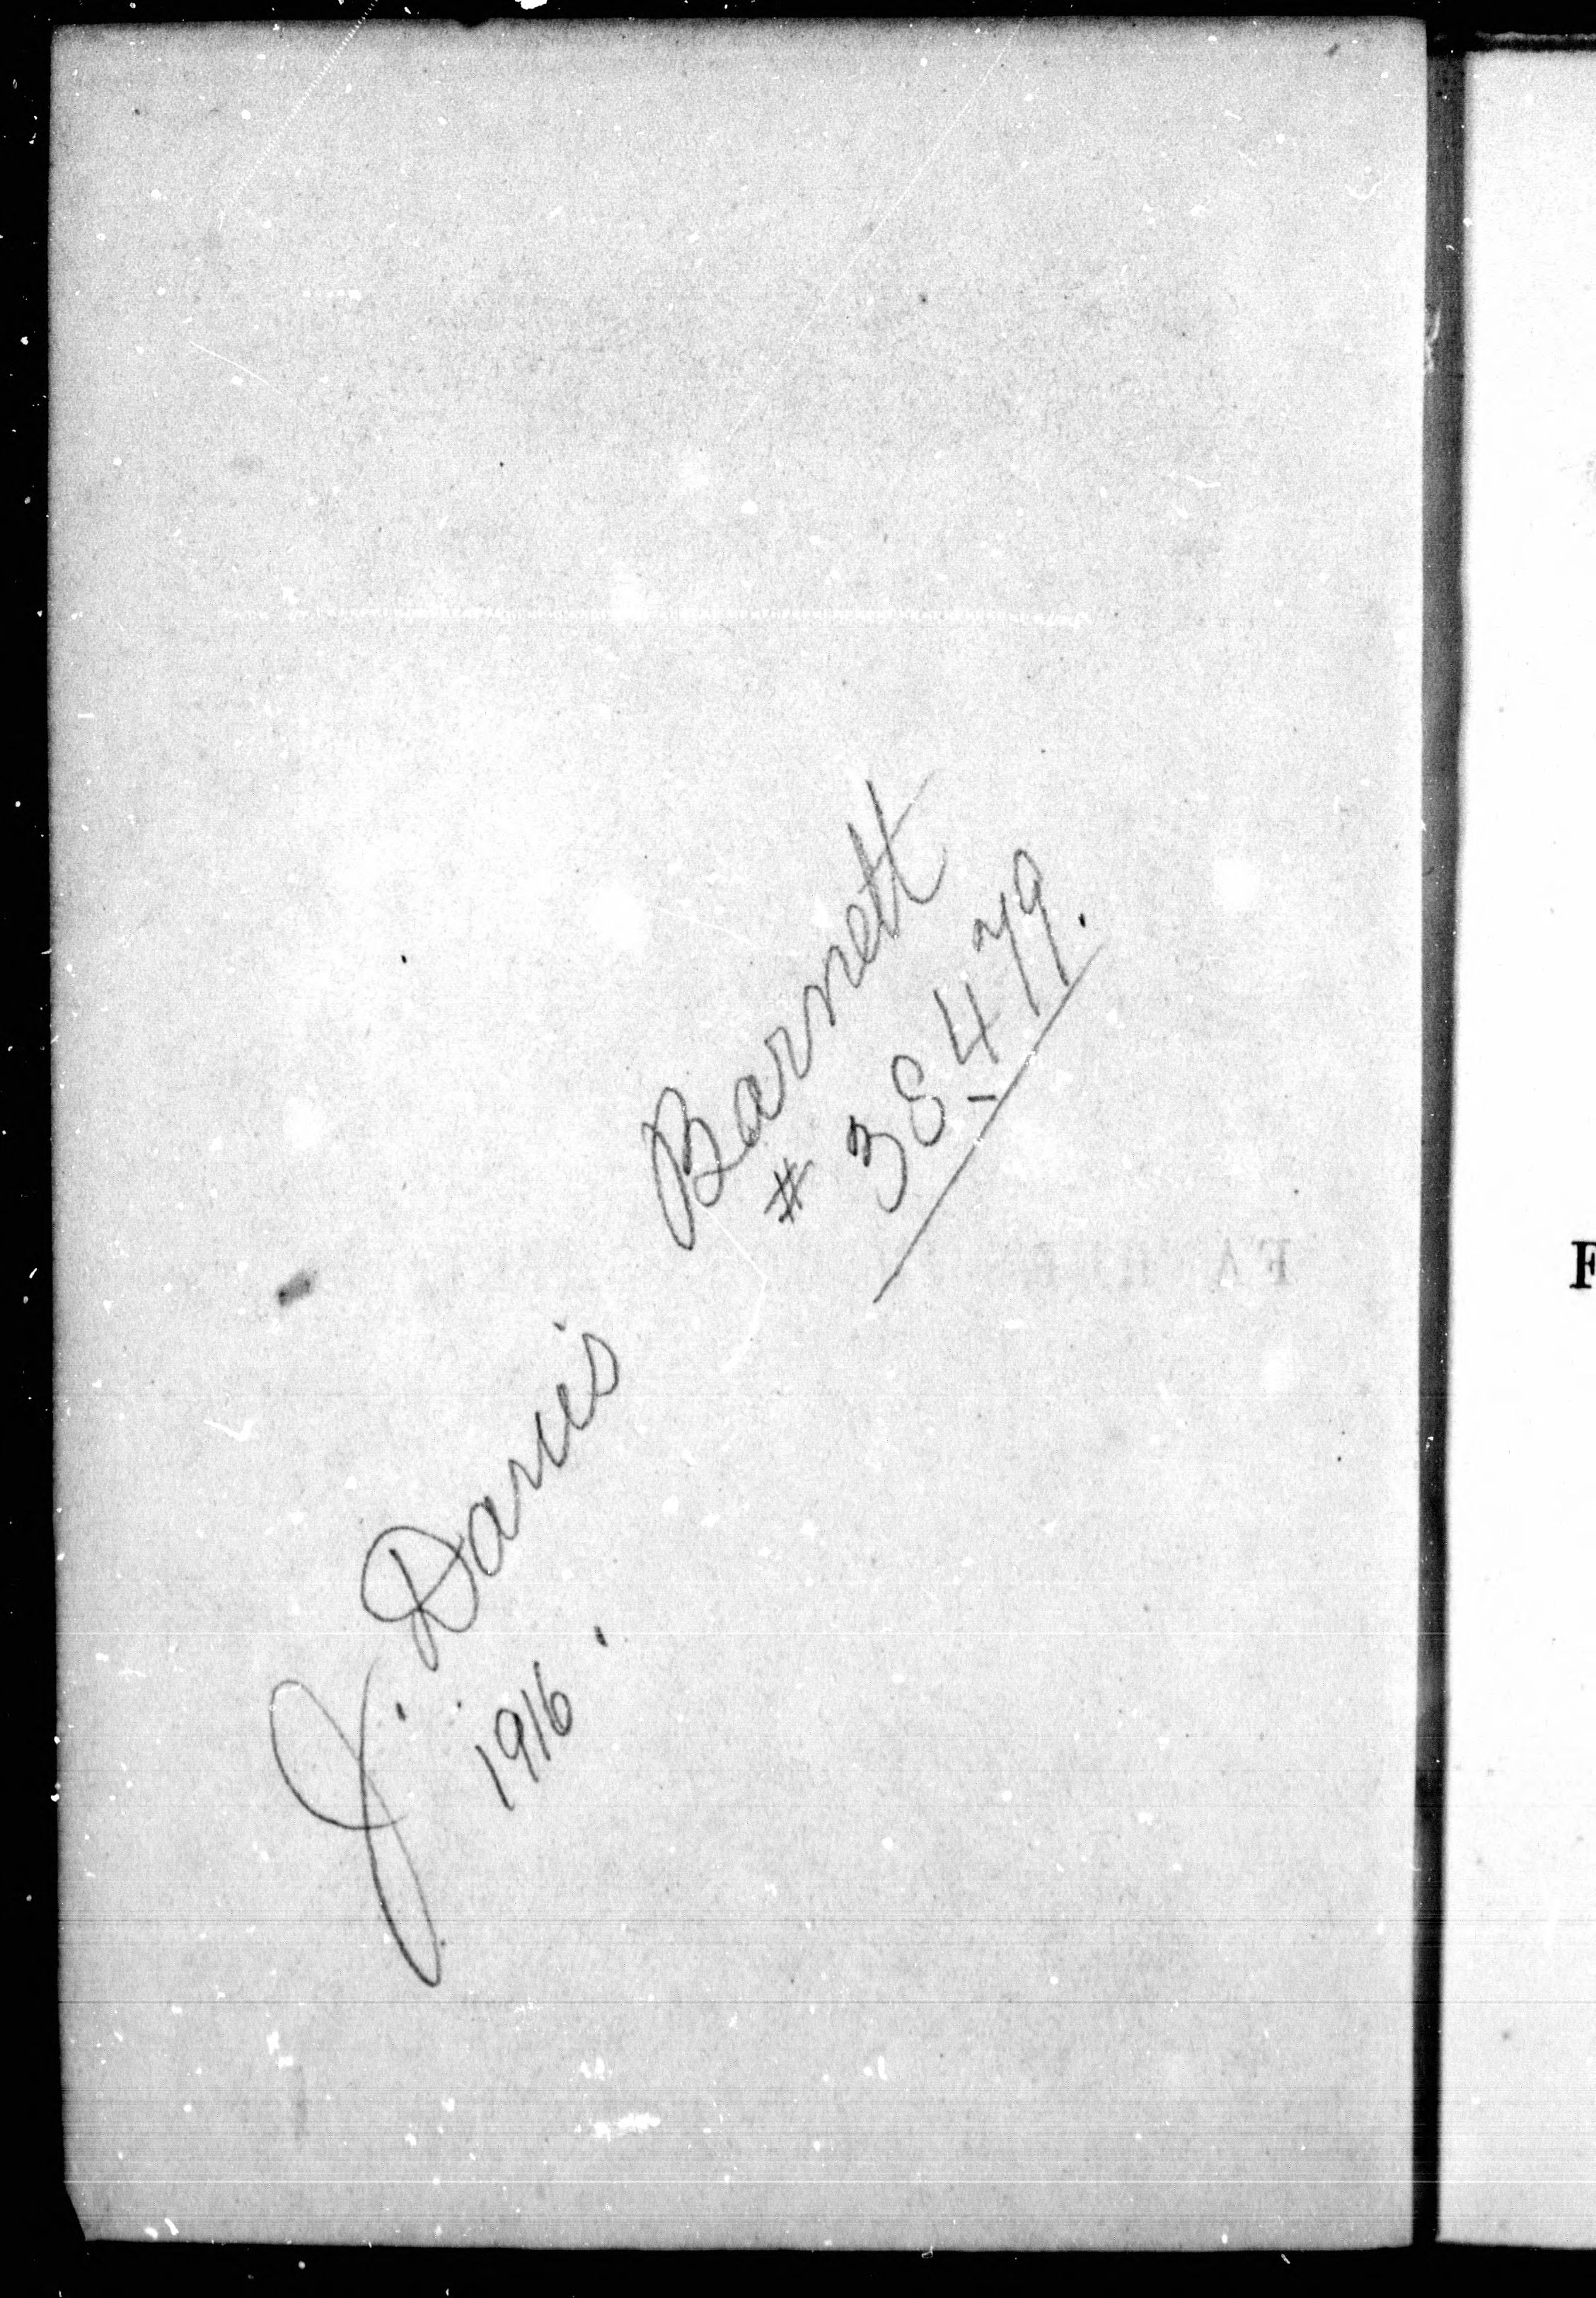 J. Davis Barnett
1916. # 38479.
F